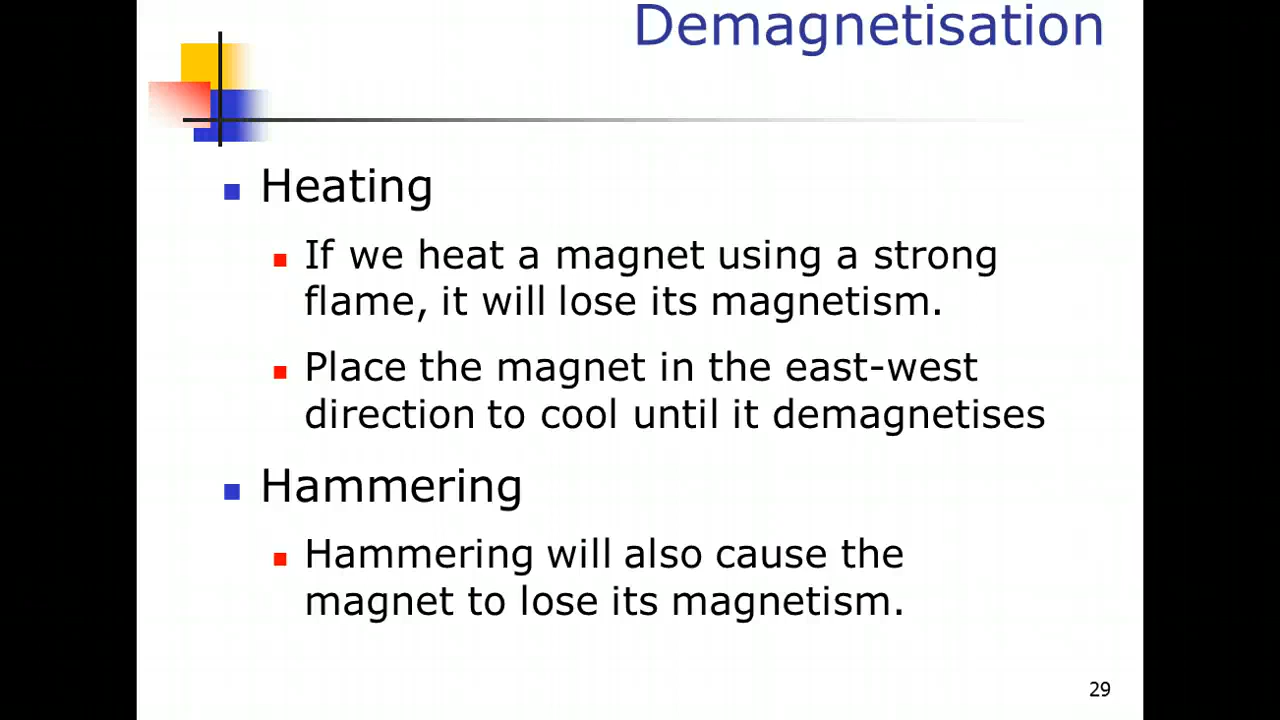 Demagnetisation
Heating
If we heat a magnet using a strong
flame, it will lose its magnetism.
Place the magnet in the east-west
direction to cool until it demagnetises
Hammering
Hammering will also cause the
magnet to lose its magnetism.
29